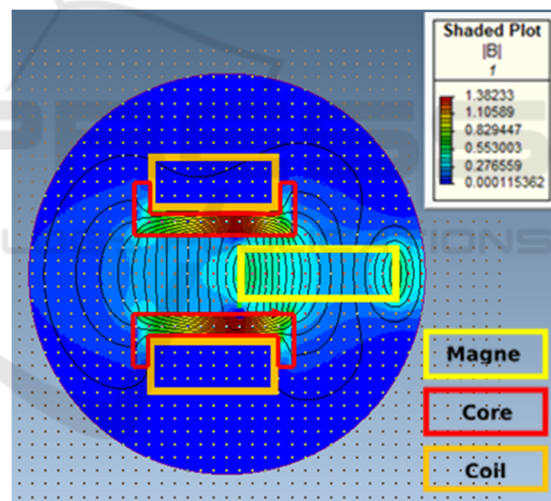 Shaded Plot
|B|
1
1.38233
1.10589
0.829447
0.553003
0.276559
0.000115362
Magne
Core
Coil